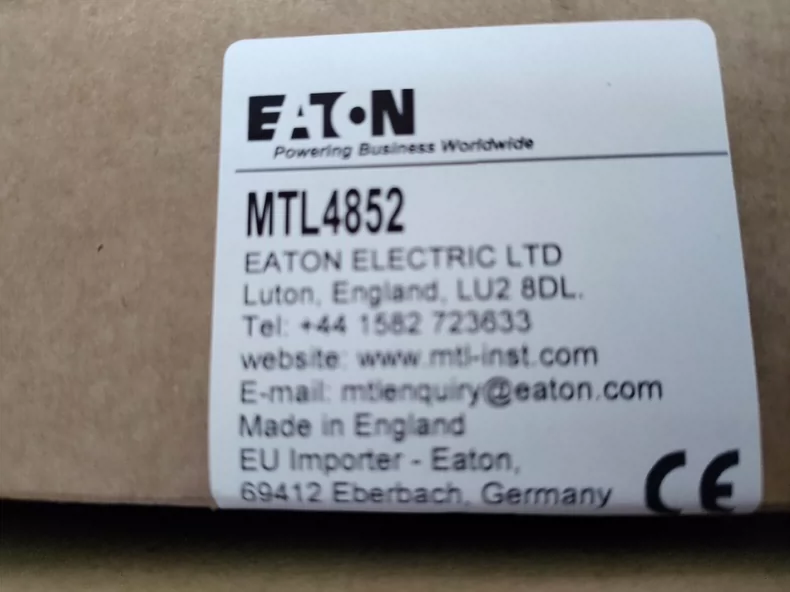 EATON
Powering Business Worldwide
MTL4852
EATON ELECTRIC LTD
Luton, England, LU2 8DL.
Tel: +44 1582 723633
website: www.mtl-inst.com
E-mail: mtlenquiry@eaton.com
Made in England
EU Importer - Eaton,
69412 Eberbach, Germany
CE